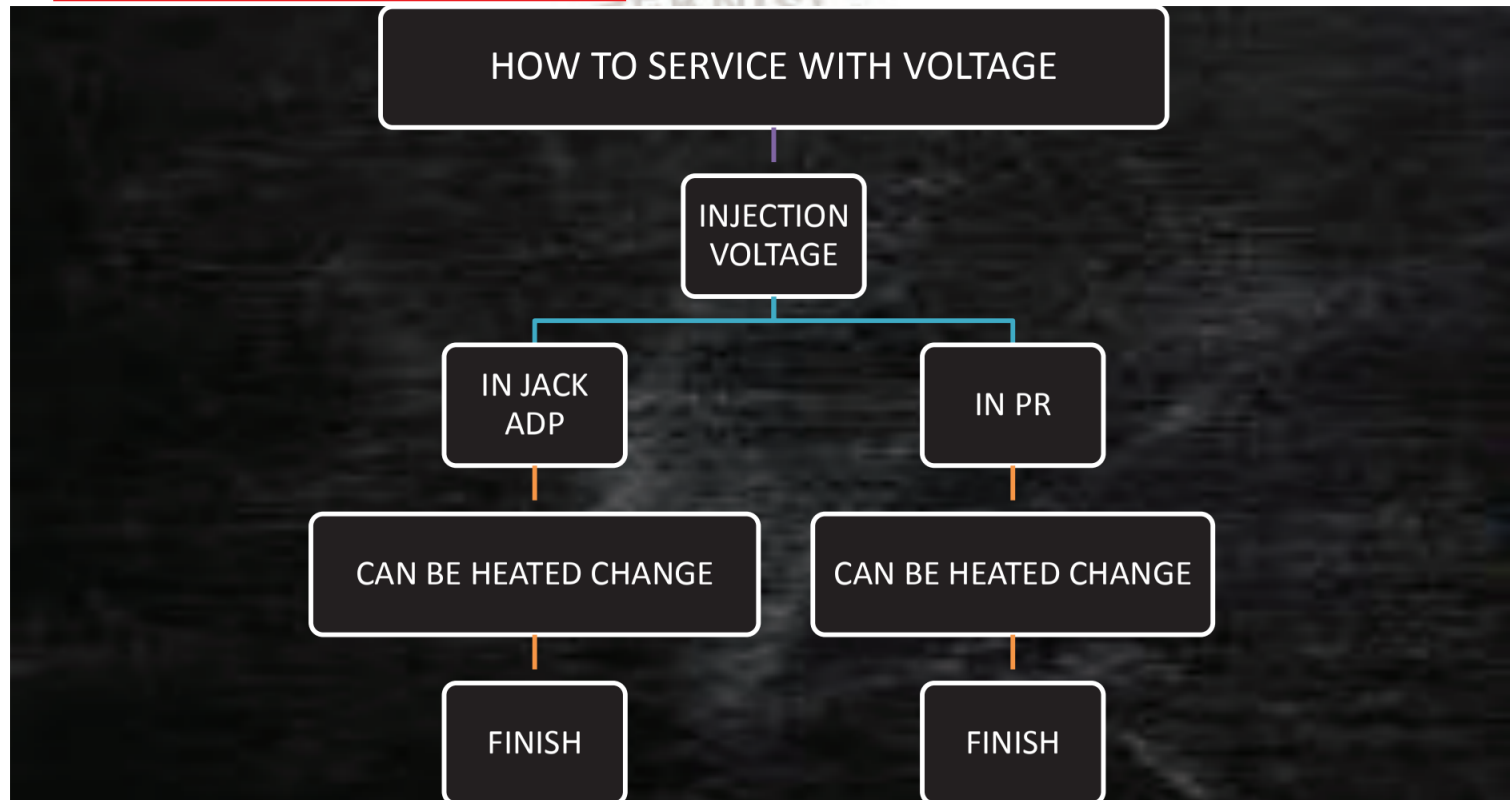 HOW TO SERVICE WITH VOLTAGE
INJECTION
VOLTAGE
IN JACK
ADP
IN PR
CAN BE HEATED CHANGE
CAN BE HEATED CHANGE
FINISH
FINISH